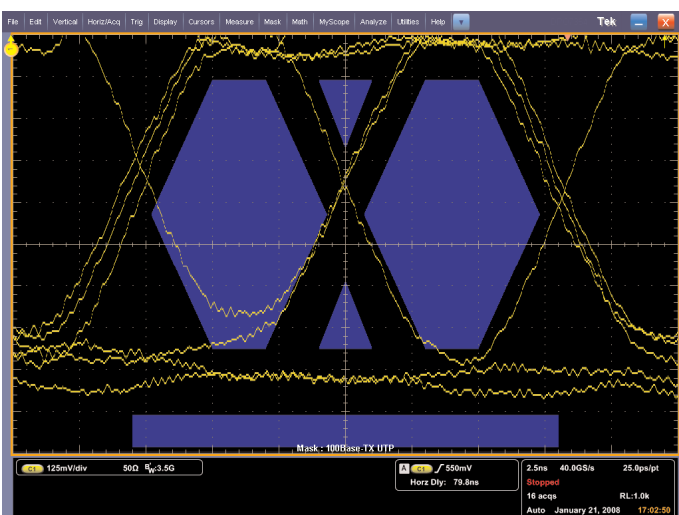 File Edit Vertical Horiz/Acq Trig Display Cursors Measure Mask Math MyScope Analyze Utilities Help Tek X
Mask : 100Base-TX UTP
C1 125mV/div 50Ω BW:3.5G
A C1 550mV
Horz Dly: 79.8ns
2.5ns 40.0GS/s 25.0ps/pt
Stopped
16 acqs RL:1.0k
Auto January 21, 2008 17:02:50